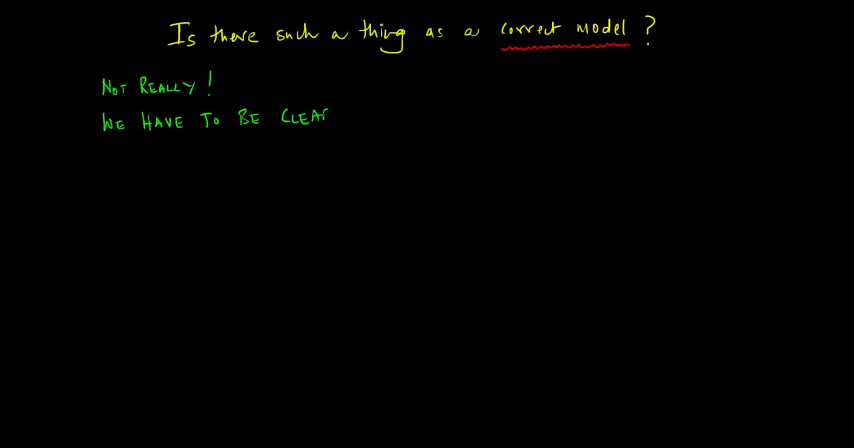 Is there such a thing as a correct model ?
NOT REALLY !
WE HAVE TO BE CLEAR